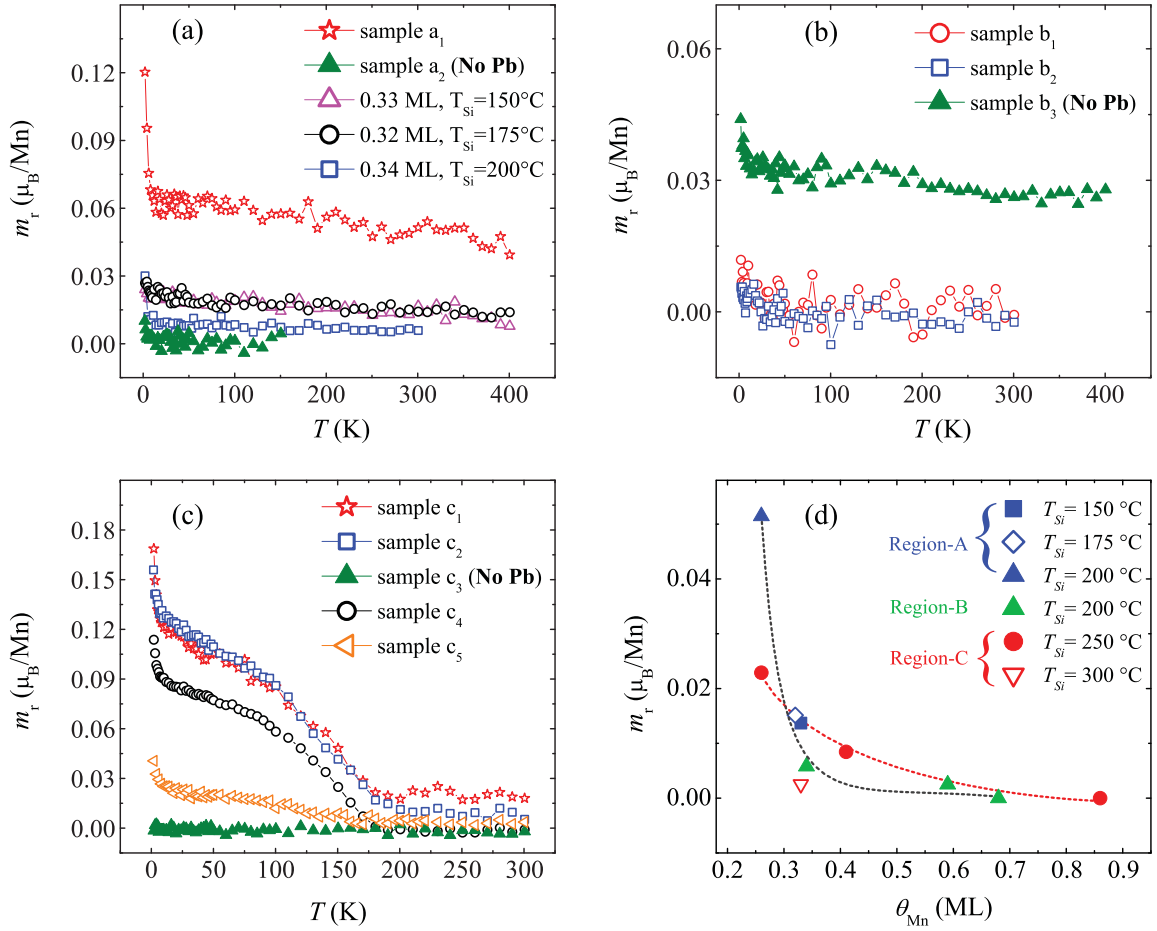 (a)
sample a1
sample a2 (No Pb)
0.33 ML, TSi=150°C
0.32 ML, TSi=175°C
0.34 ML, TSi=200°C
0.12
0.09
0.06
0.03
0.00
mr (μB/Mn)
0 100 200 300 400
T (K)
(b)
sample b1
sample b2
sample b3 (No Pb)
0.06
0.03
0.00
mr (μB/Mn)
0 100 200 300 400
T (K)
(c)
sample c1
sample c2
sample c3 (No Pb)
sample c4
sample c5
0.18
0.15
0.12
0.09
0.06
0.03
0.00
mr (μB/Mn)
0 50 100 150 200 250 300
T (K)
(d)
Region-A
TSi= 150 °C
TSi= 175 °C
TSi= 200 °C
Region-B
TSi= 200 °C
Region-C
TSi= 250 °C
TSi= 300 °C
0.04
0.02
0.00
mr (μB/Mn)
0.2 0.3 0.4 0.5 0.6 0.7 0.8 0.9
θMn (ML)